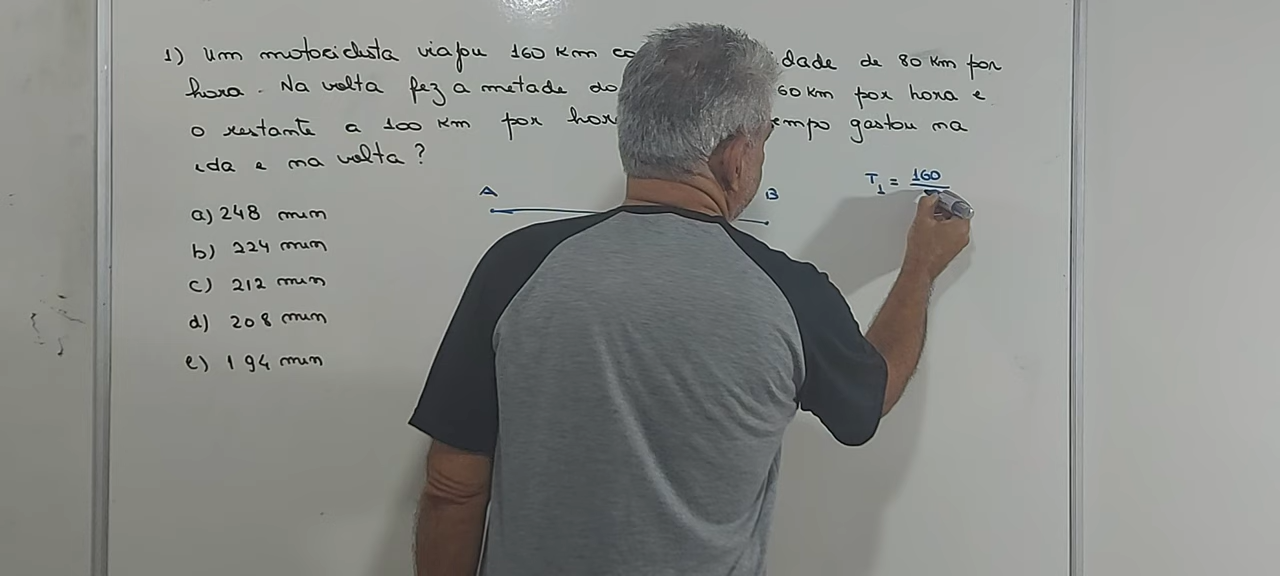 1) Um motociclista viajou 160 Km co dade de 80 Km por
hora. Na volta fez a metade do 60 Km por hora e
o restante a 100 Km por hor empo gastou na
ida e na volta?
A B T1 = 160
a) 248 min
b) 224 min
c) 212 min
d) 208 min
e) 194 min